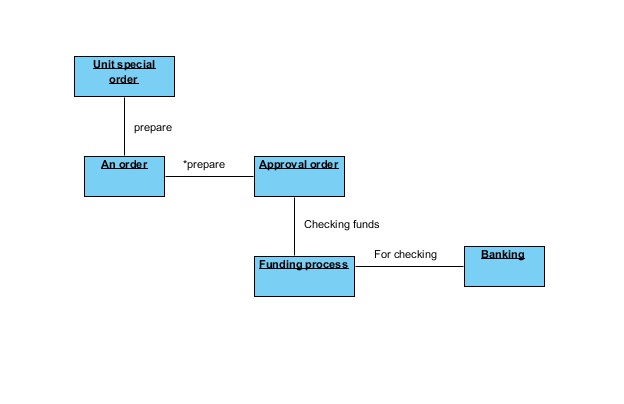 Unit special
order
prepare
An order
*prepare
Approval order
Checking funds
Funding process
For checking
Banking